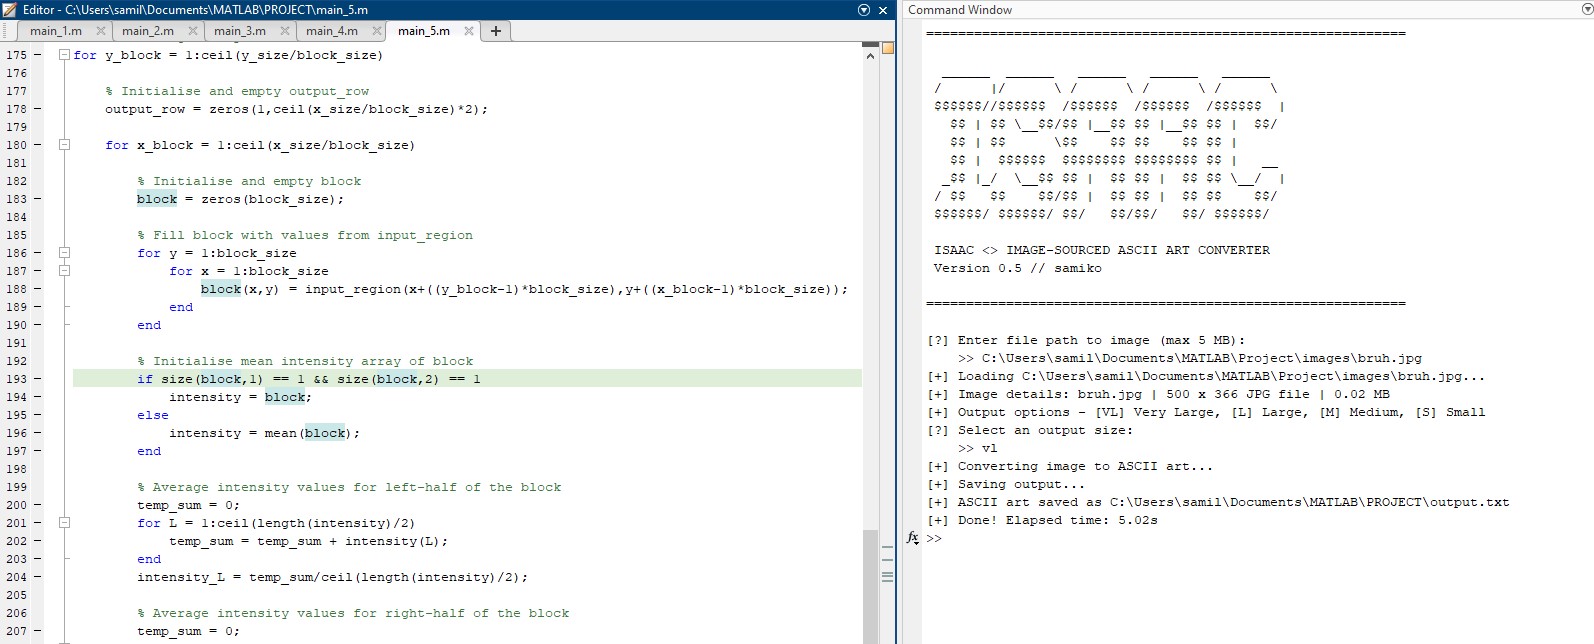 Editor - C:\Users\samil\Documents\MATLAB\PROJECT\main_5.m
main_1.m
main_2.m
main_3.m
main_4.m
main_5.m
+
175 for y_block = 1:ceil(y_size/block_size)
176
177 % Initialise and empty output_row
178 output_row = zeros(1,ceil(x_size/block_size)*2);
179
180 for x_block = 1:ceil(x_size/block_size)
181
182 % Initialise and empty block
183 block = zeros(block_size);
184
185 % Fill block with values from input_region
186 for y = 1:block_size
187 for x = 1:block_size
188 block(x,y) = input_region(x+((y_block-1)*block_size),y+((x_block-1)*block_size));
189 end
190 end
191
192 % Initialise mean intensity array of block
193 if size(block,1) == 1 && size(block,2) == 1
194 intensity = block;
195 else
196 intensity = mean(block);
197 end
198
199 % Average intensity values for left-half of the block
200 temp_sum = 0;
201 for L = 1:ceil(length(intensity)/2)
202 temp_sum = temp_sum + intensity(L);
203 end
204 intensity_L = temp_sum/ceil(length(intensity)/2);
205
206 % Average intensity values for right-half of the block
207 temp_sum = 0;
Command Window
============================================================
 ______  ______   ______   ______   ______
/      |/      \ /      \ /      \ /      \
$$$$$$//$$$$$$  /$$$$$$  /$$$$$$  /$$$$$$  |
  $$ | $$ \__$$/$$ |__$$ $$ |__$$ $$ |  $$/
  $$ | $$      \$$    $$ $$    $$ $$ |
  $$ |  $$$$$$  $$$$$$$$ $$$$$$$$ $$ |   __
 _$$ |_/  \__$$ $$ |  $$ $$ |  $$ $$ \__/  |
/ $$   $$    $$/$$ |  $$ $$ |  $$ $$    $$/
$$$$$$/ $$$$$$/ $$/   $$/$$/   $$/ $$$$$$/
ISAAC <> IMAGE-SOURCED ASCII ART CONVERTER
Version 0.5 // samiko
============================================================
[?] Enter file path to image (max 5 MB):
>> C:\Users\samil\Documents\MATLAB\Project\images\bruh.jpg
[+] Loading C:\Users\samil\Documents\MATLAB\Project\images\bruh.jpg...
[+] Image details: bruh.jpg | 500 x 366 JPG file | 0.02 MB
[+] Output options - [VL] Very Large, [L] Large, [M] Medium, [S] Small
[?] Select an output size:
>> vl
[+] Converting image to ASCII art...
[+] Saving output...
[+] ASCII art saved as C:\Users\samil\Documents\MATLAB\PROJECT\output.txt
[+] Done! Elapsed time: 5.02s
fx >>